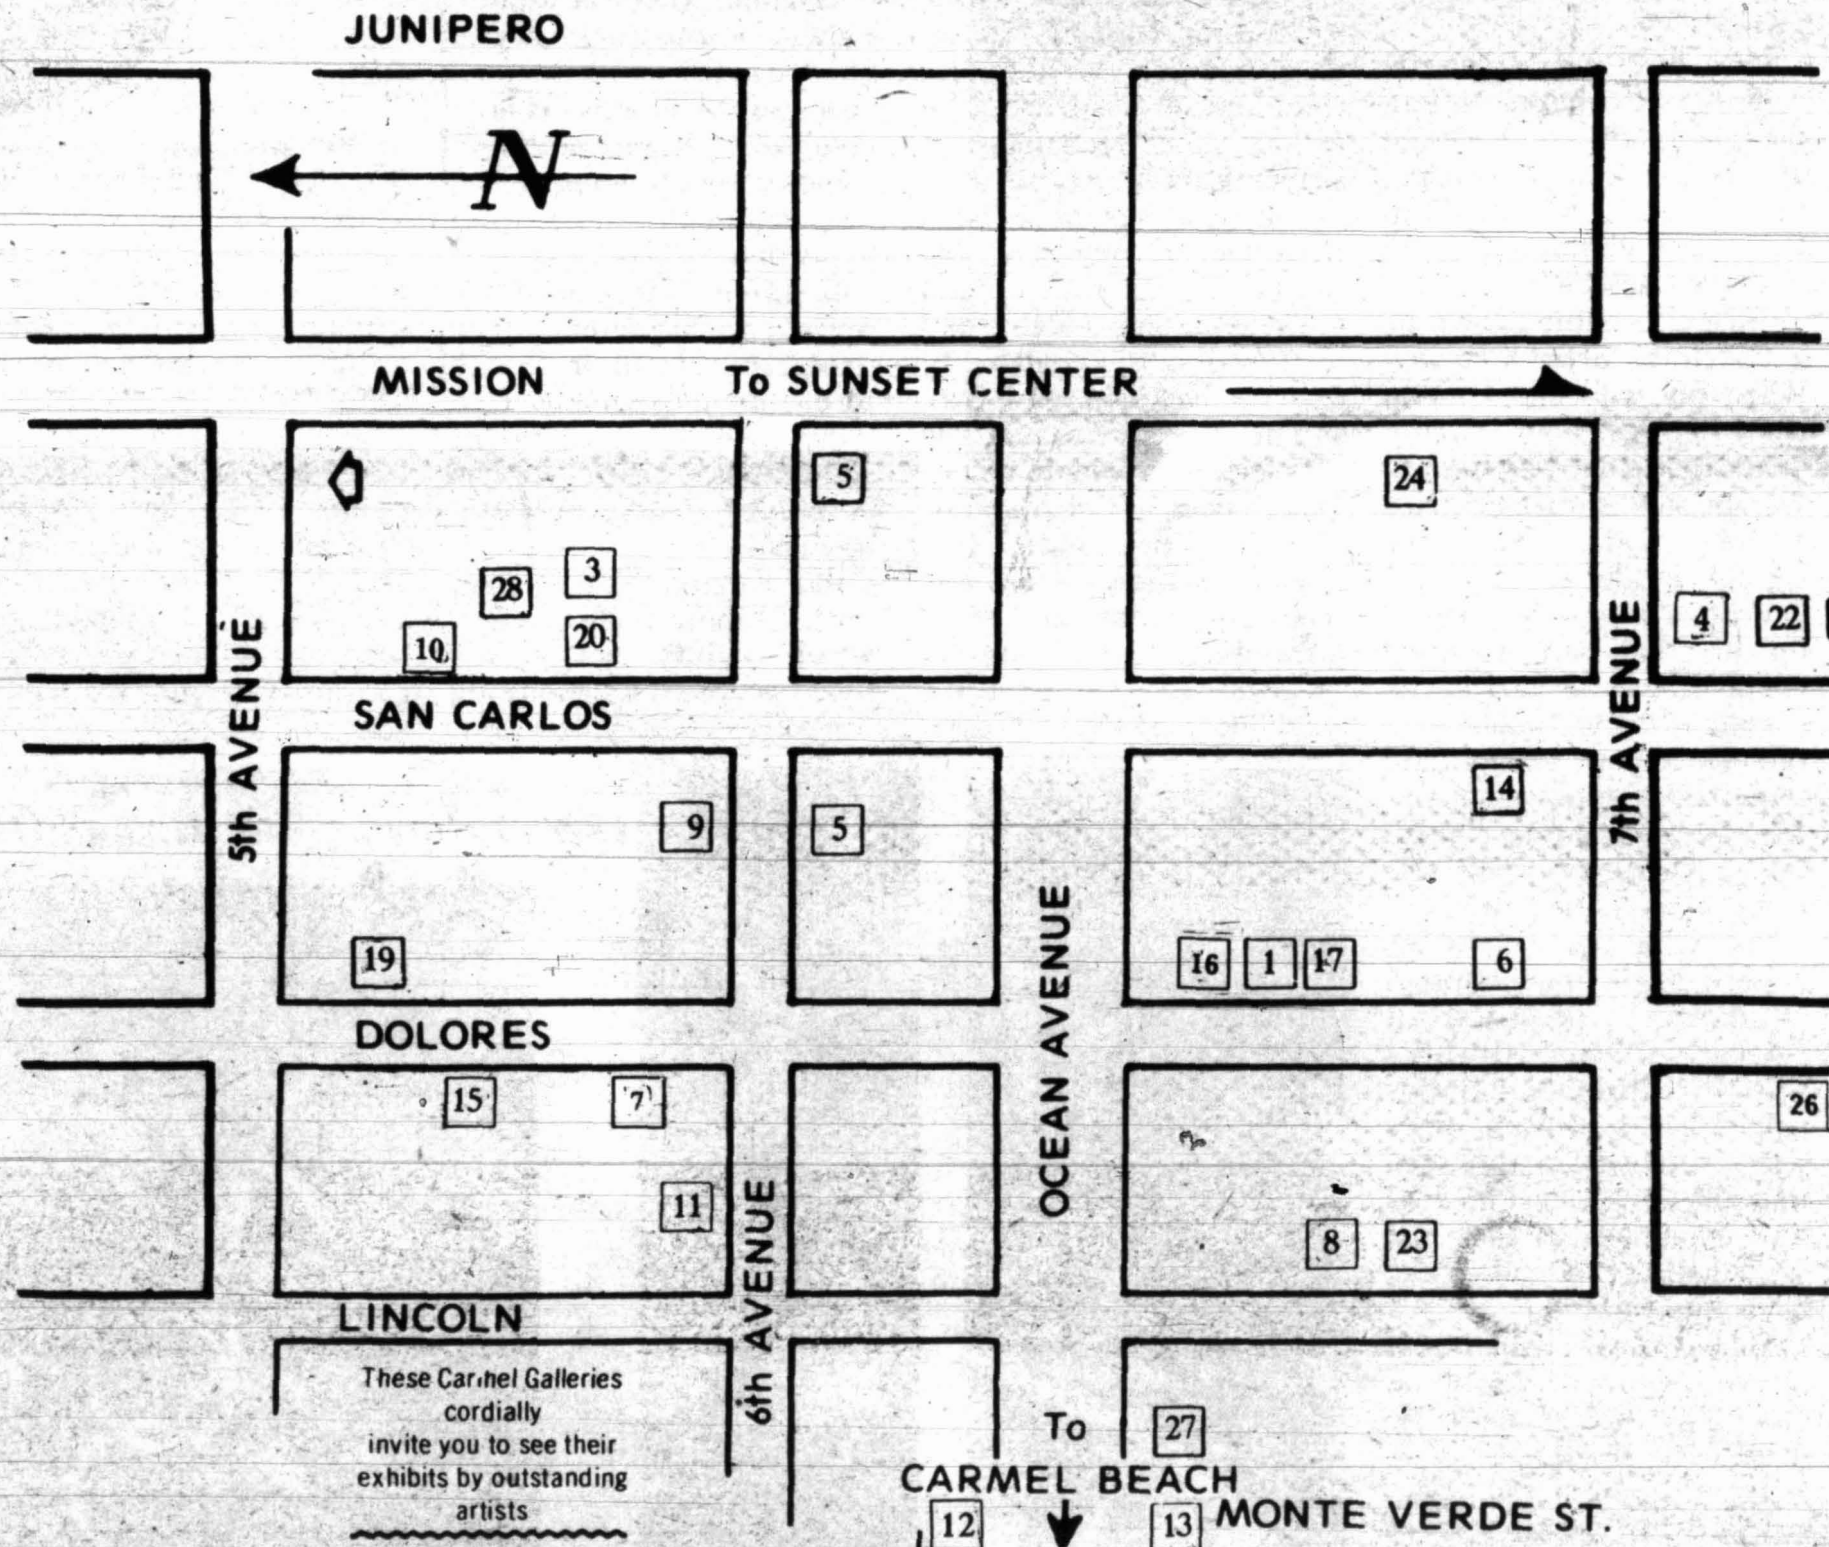 JUNIPERO
N
MISSION
To SUNSET CENTER
5
24
3
28
20
10
4
22
SAN CARLOS
5th AVENUE
7th AVENUE
14
9
5
19
16
1
17
6
OCEAN AVENUE
DOLORES
15
7
26
11
8
23
6th AVENUE
LINCOLN
These Carmel Galleries
cordially
invite you to see their
exhibits by outstanding
artists
To
27
CARMEL BEACH
12
13
MONTE VERDE ST.